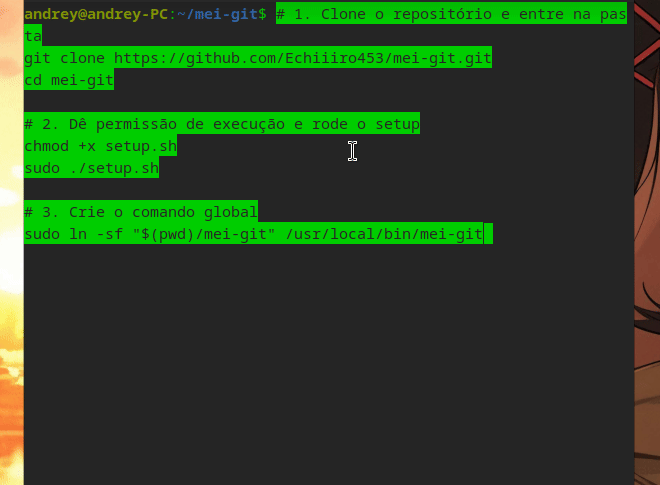 andrey@andrey-PC:~/mei-git$ # 1. Clone o repositório e entre na pas
ta
git clone https://github.com/Echiiiro453/mei-git.git
cd mei-git
# 2. Dê permissão de execução e rode o setup
chmod +x setup.sh
sudo ./setup.sh
# 3. Crie o comando global
sudo ln -sf "$(pwd)/mei-git" /usr/local/bin/mei-git